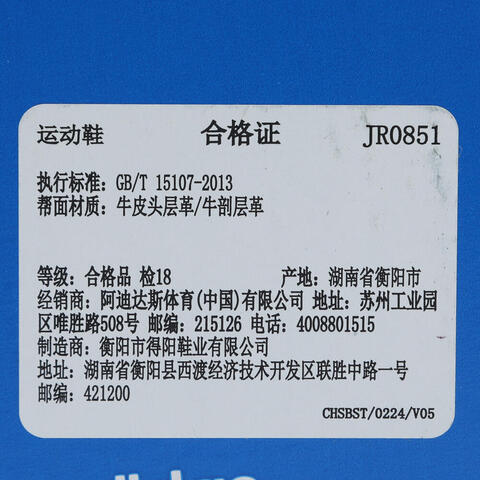 运动鞋 合格证 JR0851
执行标准: GB/T 15107-2013
帮面材质: 牛皮头层革/牛剖层革
等级: 合格品 检18 产地: 湖南省衡阳市
经销商: 阿迪达斯体育(中国)有限公司 地址: 苏州工业园
区唯胜路508号 邮编: 215126 电话: 4008801515
制造商: 衡阳市得阳鞋业有限公司
地址: 湖南省衡阳县西渡经济技术开发区联胜中路一号
邮编: 421200
CHSBST/0224/V05